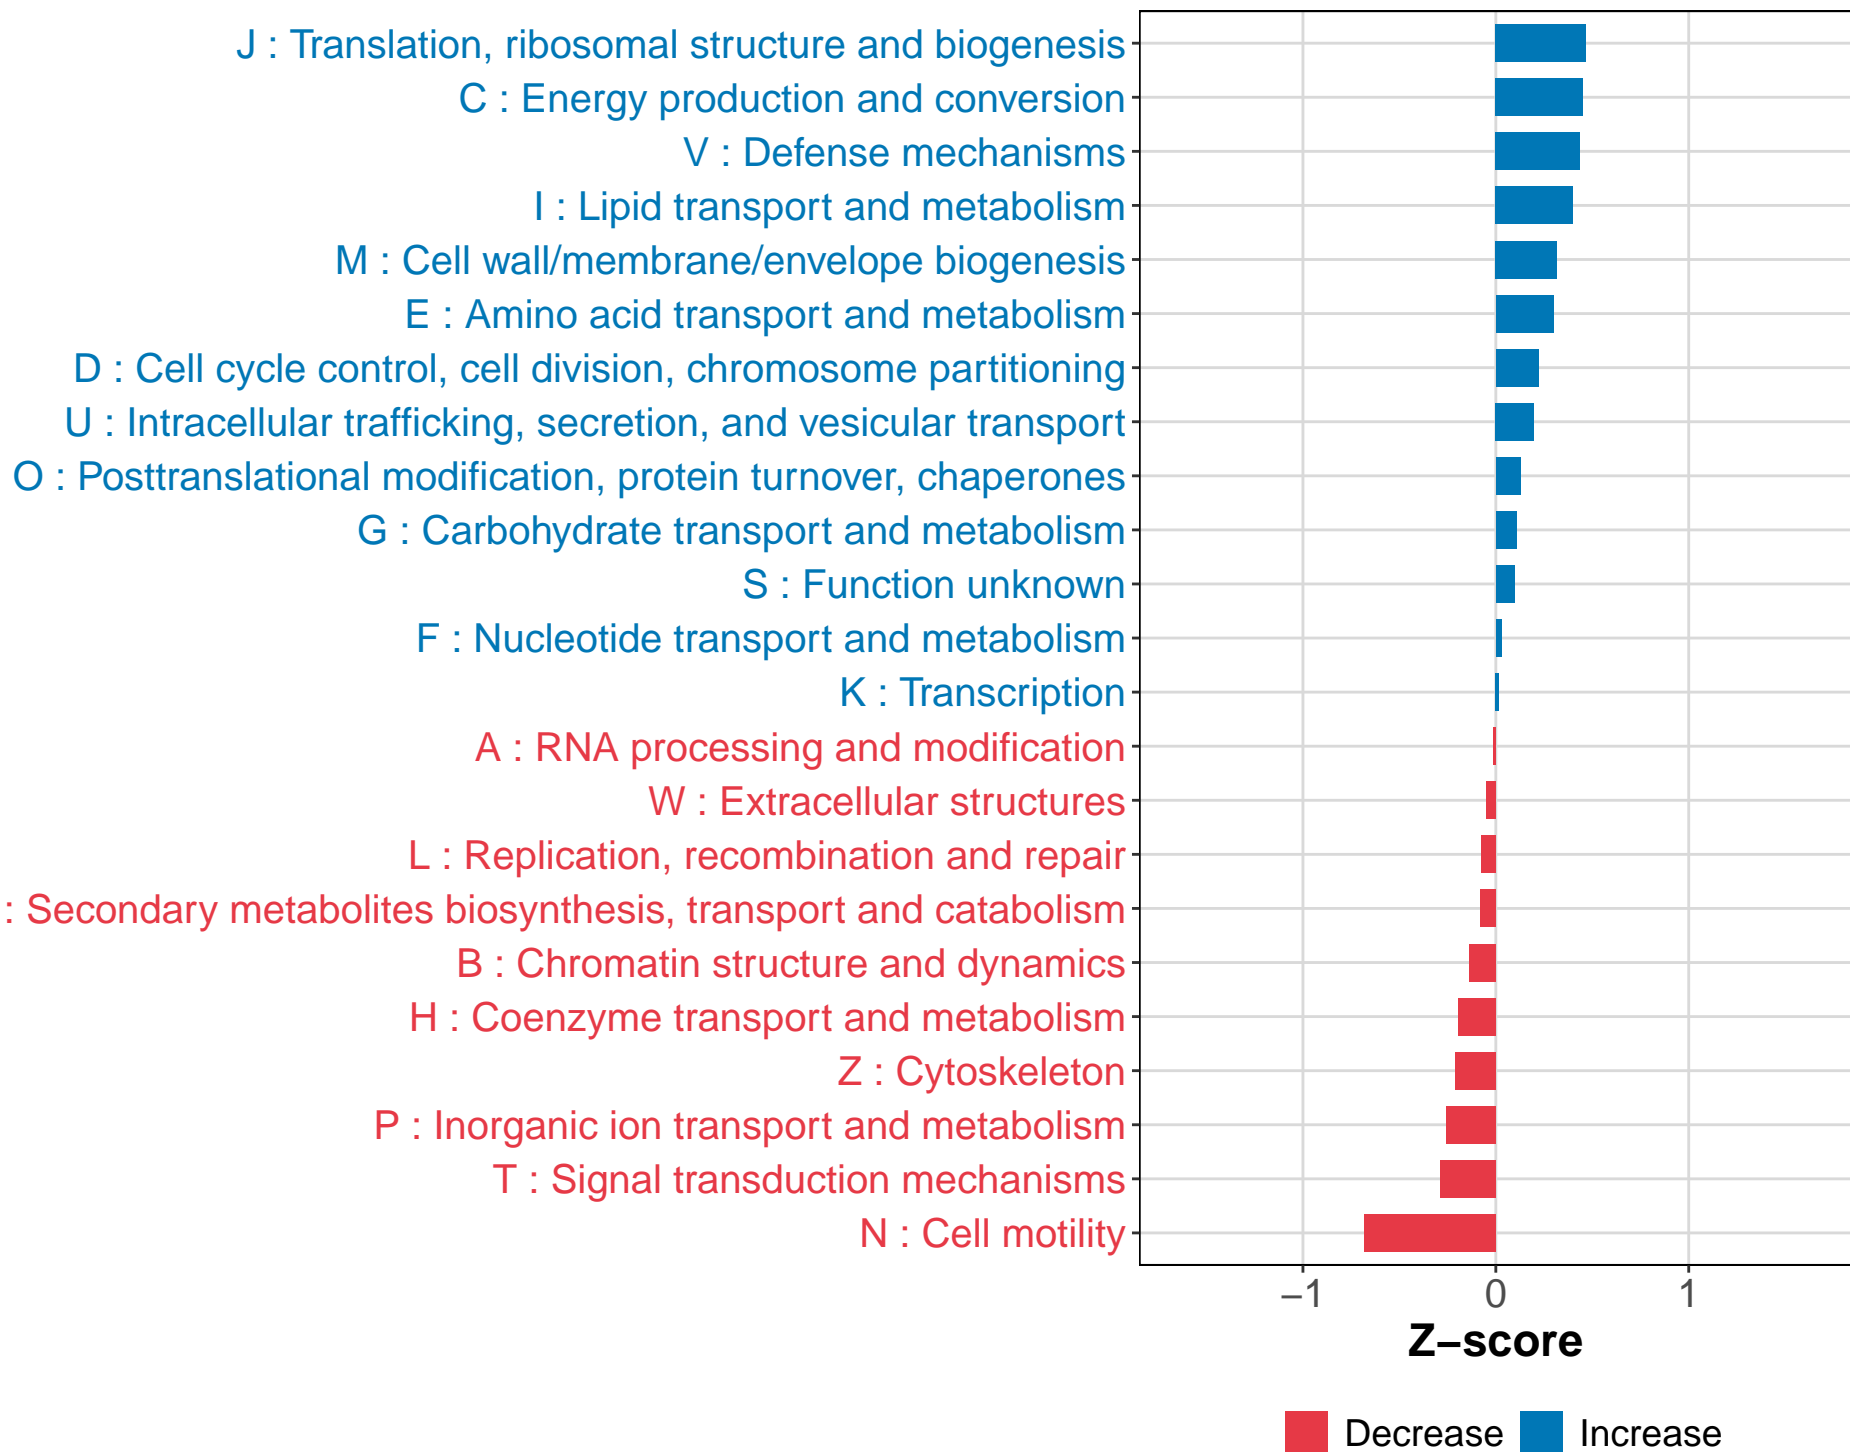 J : Translation, ribosomal structure and biogenesis
C : Energy production and conversion
V : Defense mechanisms
I : Lipid transport and metabolism
M : Cell wall/membrane/envelope biogenesis
E : Amino acid transport and metabolism
D : Cell cycle control, cell division, chromosome partitioning
U : Intracellular trafficking, secretion, and vesicular transport
O : Posttranslational modification, protein turnover, chaperones
G : Carbohydrate transport and metabolism
S : Function unknown
F : Nucleotide transport and metabolism
K : Transcription
A : RNA processing and modification
W : Extracellular structures
L : Replication, recombination and repair
: Secondary metabolites biosynthesis, transport and catabolism
B : Chromatin structure and dynamics
H : Coenzyme transport and metabolism
Z : Cytoskeleton
P : Inorganic ion transport and metabolism
T : Signal transduction mechanisms
N : Cell motility
−1 0 1
Z−score
Decrease Increase